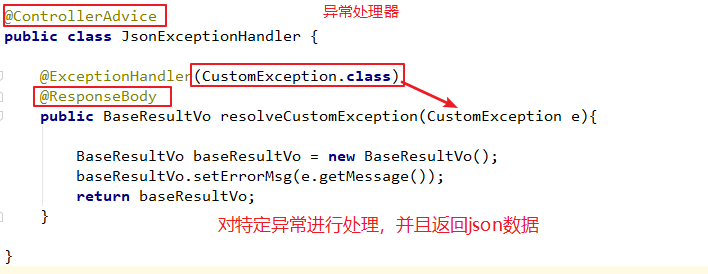 @ControllerAdvice 异常处理器
public class JsonExceptionHandler {
@ExceptionHandler(CustomException.class)
@ResponseBody
public BaseResultVo resolveCustomException(CustomException e){
BaseResultVo baseResultVo = new BaseResultVo();
baseResultVo.setErrorMsg(e.getMessage());
return baseResultVo;
}
对特定异常进行处理，并且返回json数据
}